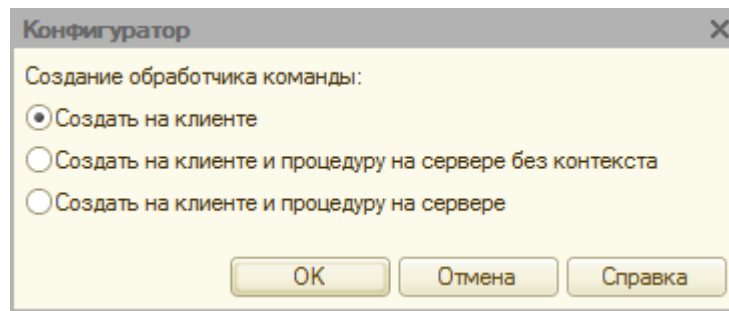 Конфигуратор
Создание обработчика команды:
Создать на клиенте
Создать на клиенте и процедуру на сервере без контекста
Создать на клиенте и процедуру на сервере
ОК Отмена Справка